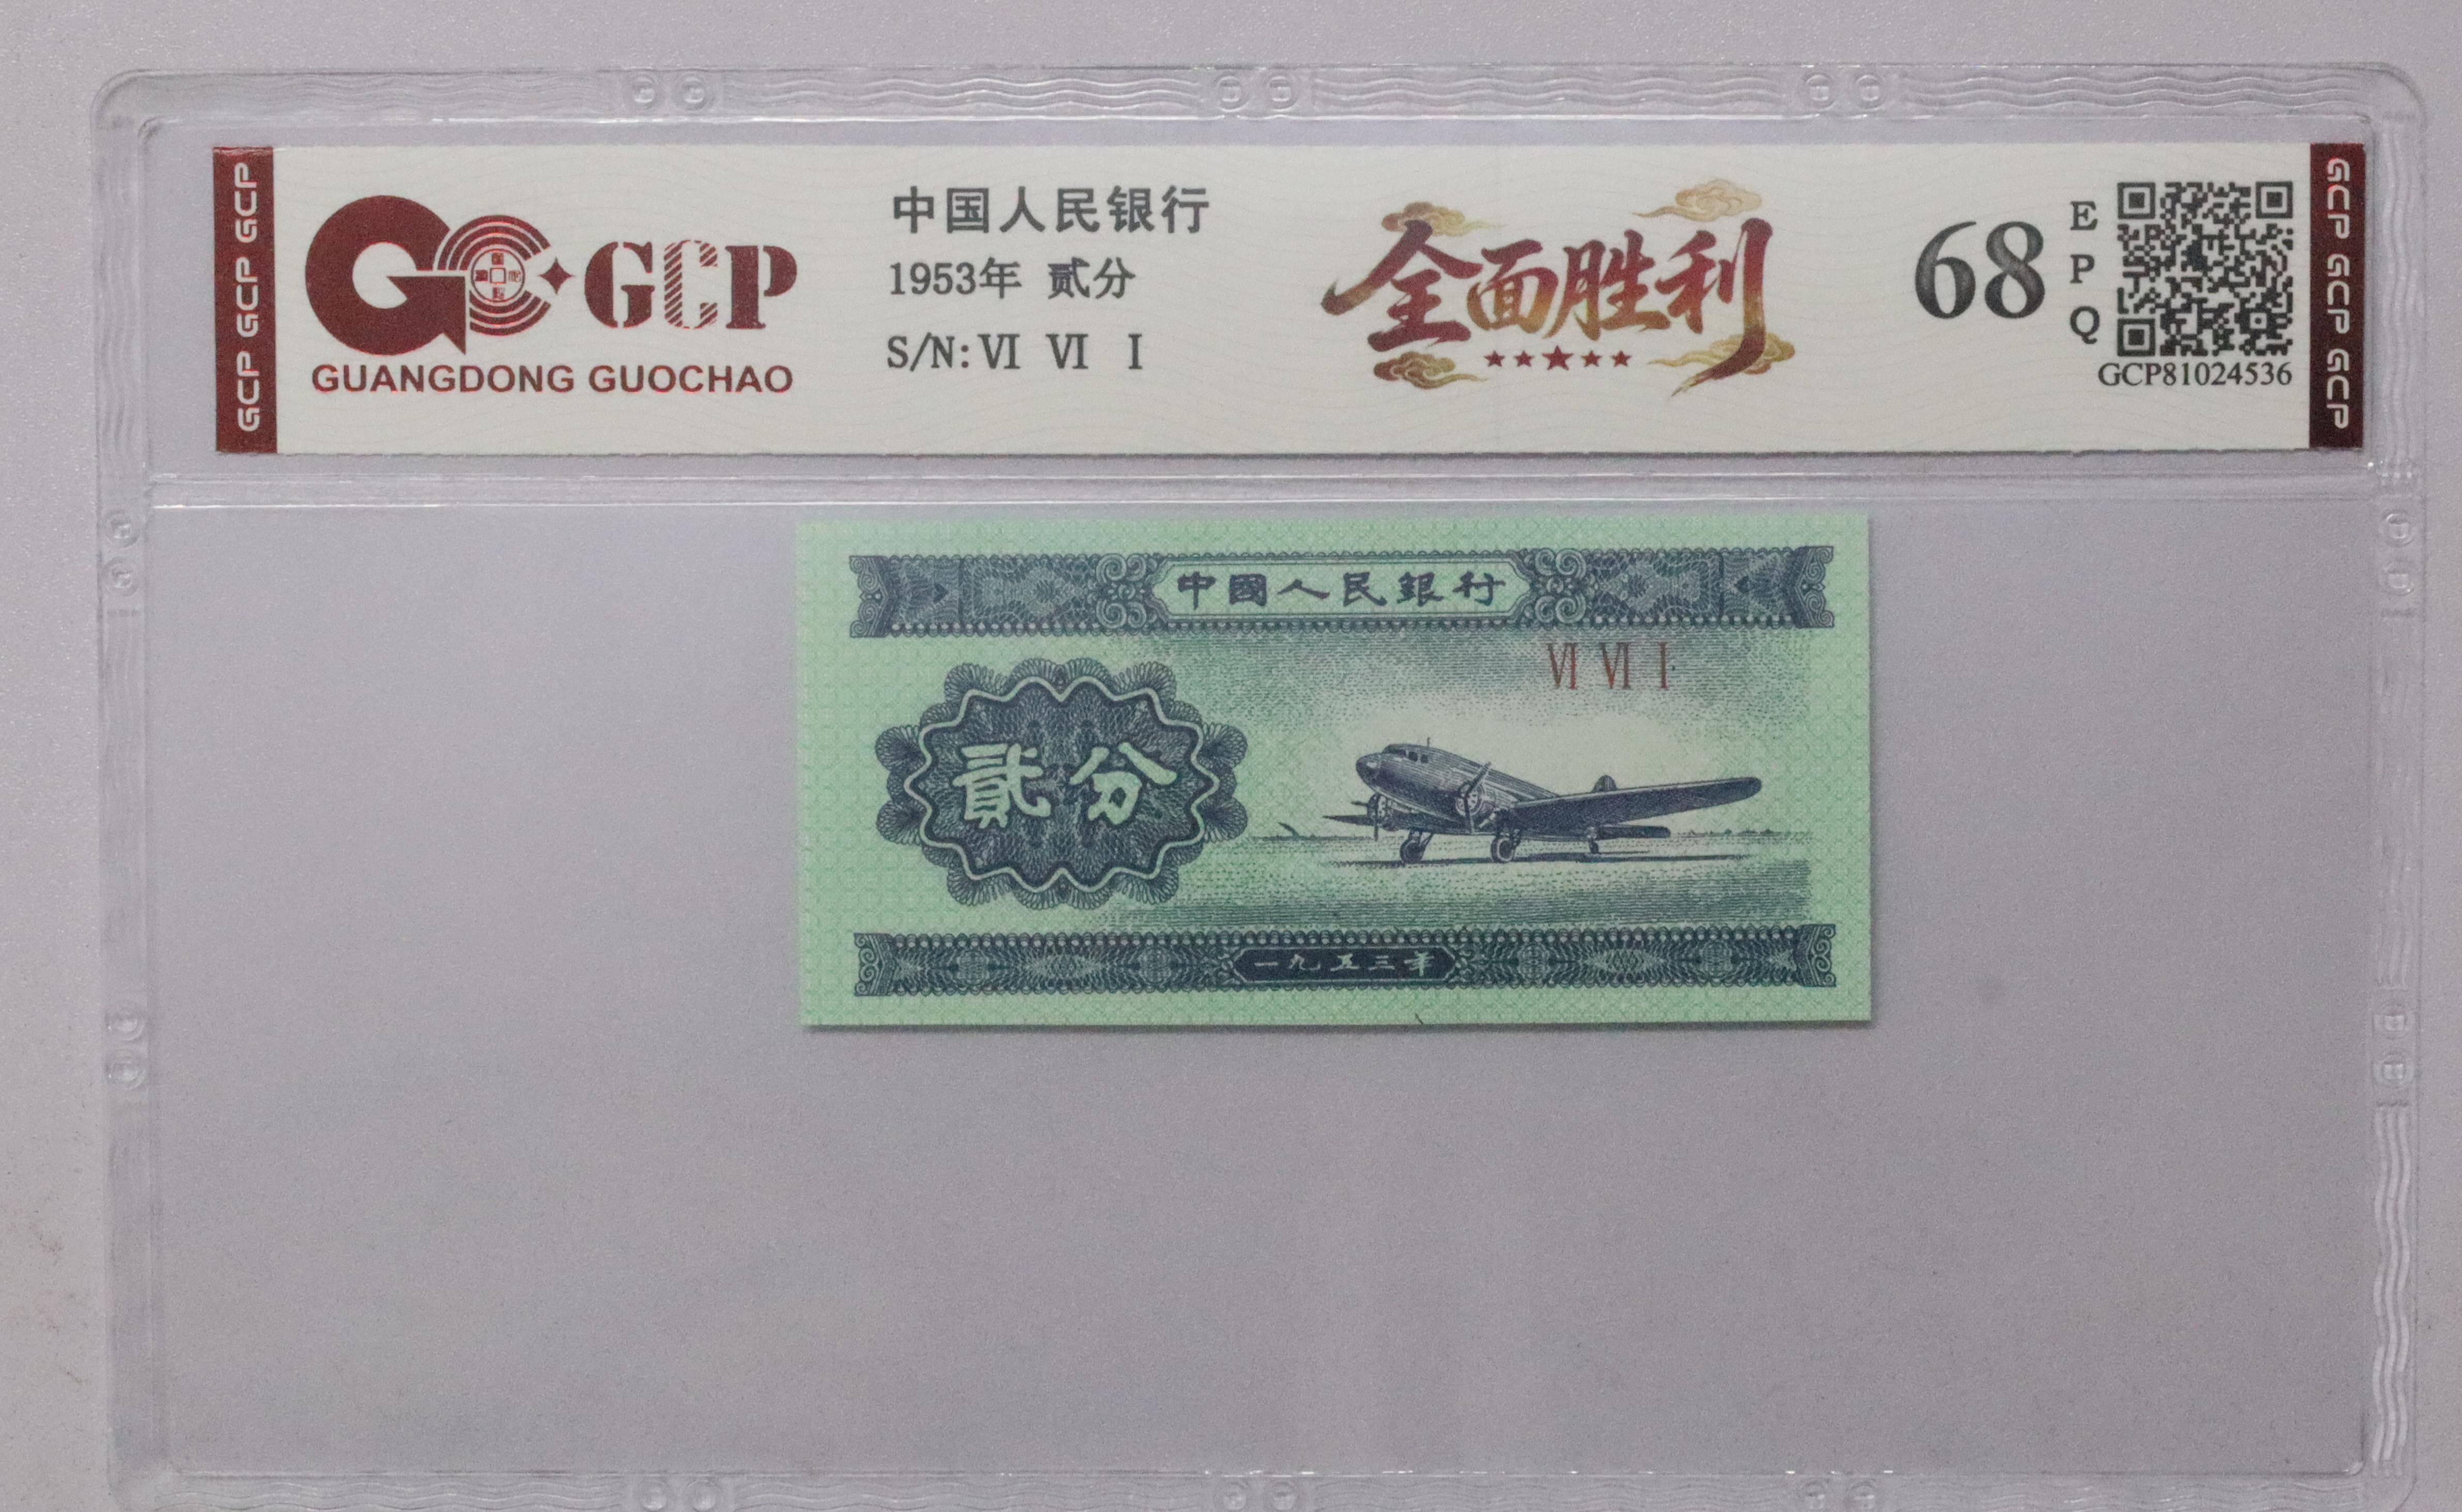 GCP GCP GCP
GCP
GUANGDONG GUOCHAO
中国人民银行
1953年 贰分
S/N: VI VI I
全面胜利
68
E
P
Q
GCP81024536
GCP GCP GCP
中國人民銀行
VI VI I
貳分
一九五三年